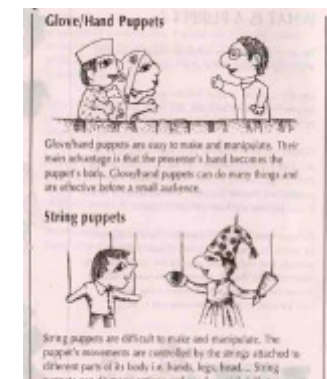 Glove/Hand Puppets
Glove/hand puppets are easy to make and manipulate. Their
main advantage is that the presenter's hand becomes the
puppet's body. Glove/hand puppets can do many things and
are effective before a small audience.
String puppets
String puppets are difficult to make and manipulate. The
puppet's movements are controlled by the strings attached to
different parts of its body i.e. hands, legs, head... String